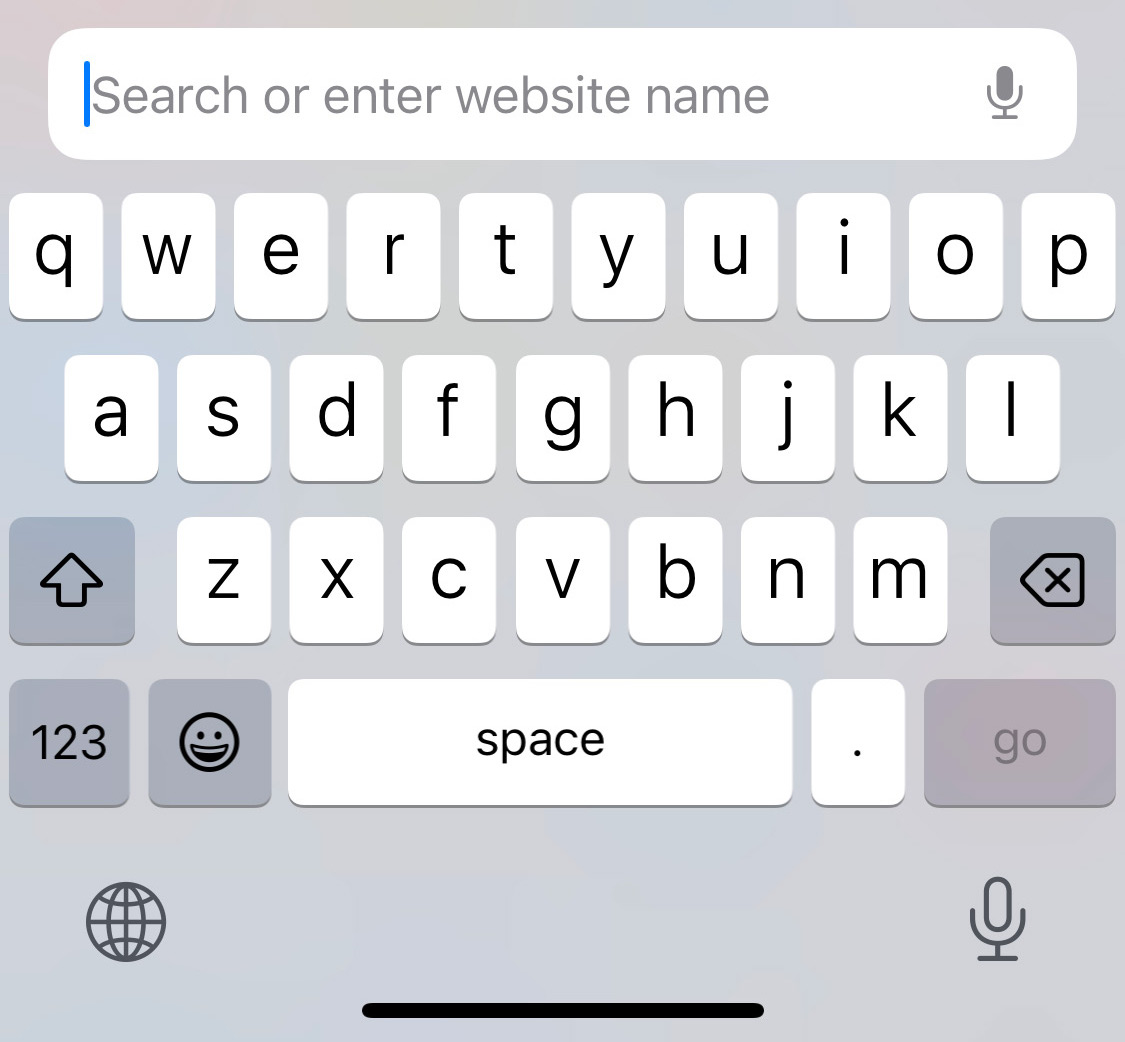 Search or enter website name
q w e r t y u i o p
a s d f g h j k l
z x c v b n m
123 space . go